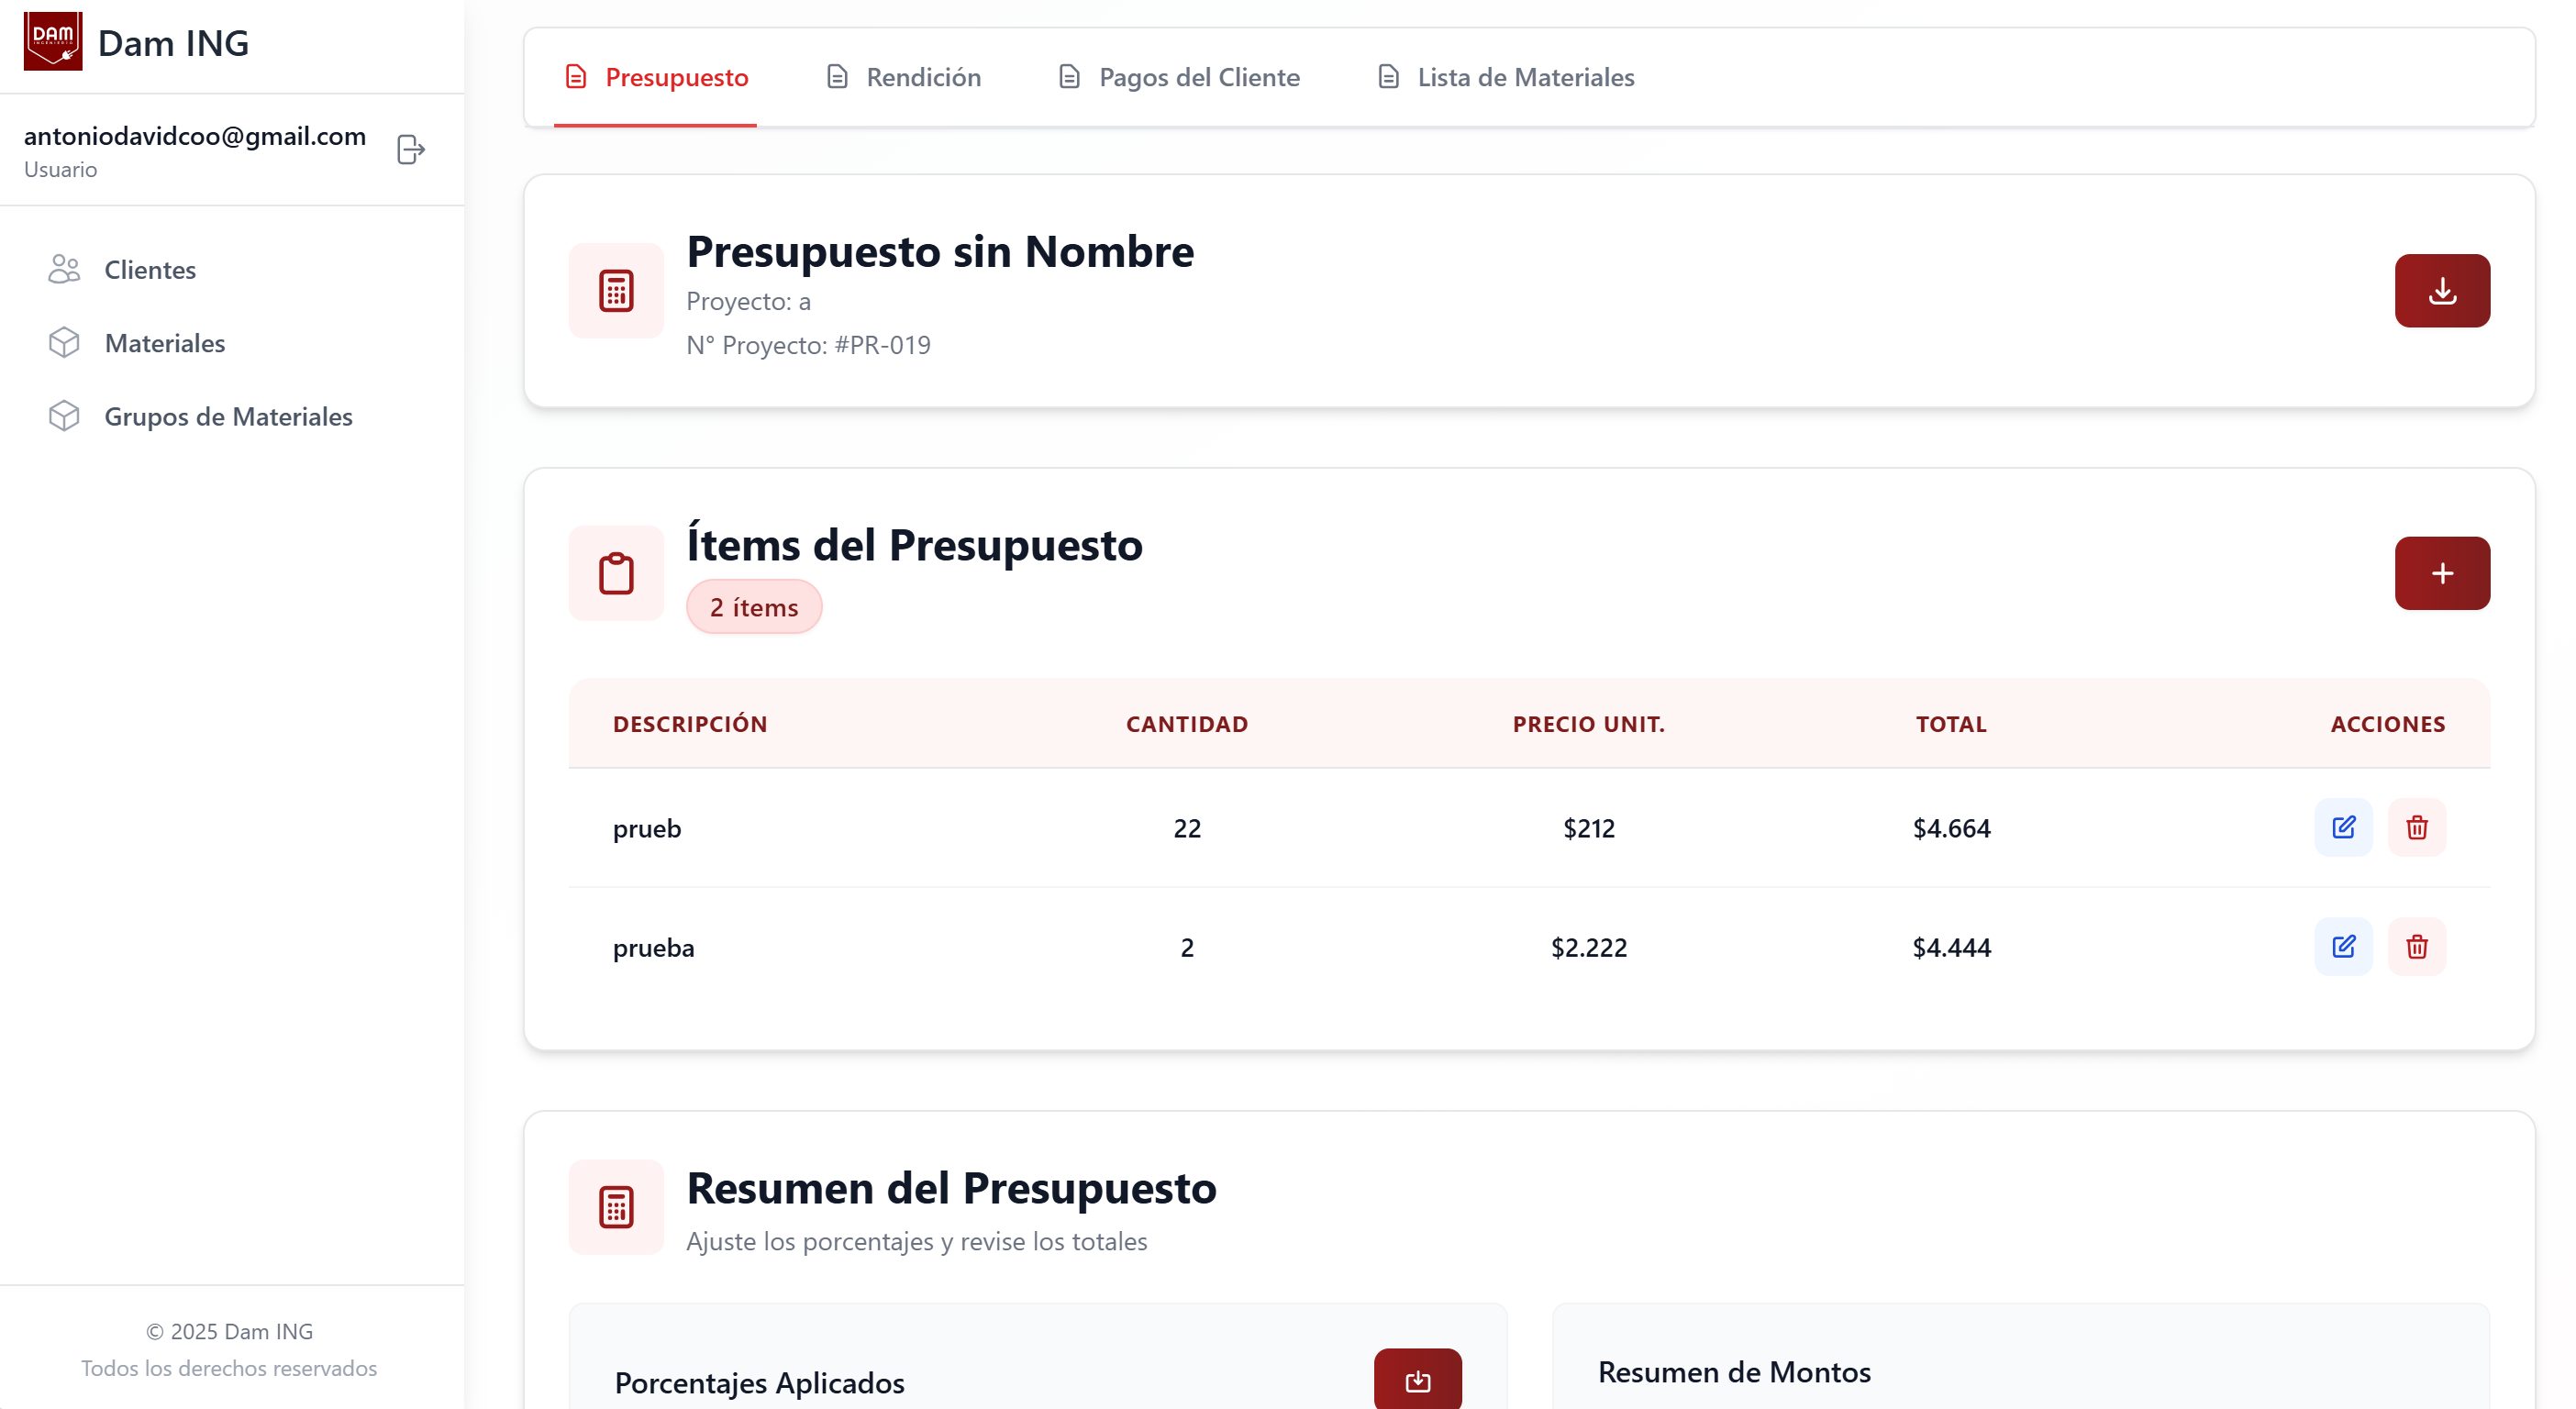 DAM
INGENIERIA
Dam ING
antoniodavidcoo@gmail.com
Usuario
Clientes
Materiales
Grupos de Materiales
© 2025 Dam ING
Todos los derechos reservados
Presupuesto
Rendición
Pagos del Cliente
Lista de Materiales
Presupuesto sin Nombre
Proyecto: a
N° Proyecto: #PR-019
Ítems del Presupuesto
2 ítems
DESCRIPCIÓN CANTIDAD PRECIO UNIT. TOTAL ACCIONES
prueb 22 $212 $4.664
prueba 2 $2.222 $4.444
Resumen del Presupuesto
Ajuste los porcentajes y revise los totales
Porcentajes Aplicados
Resumen de Montos